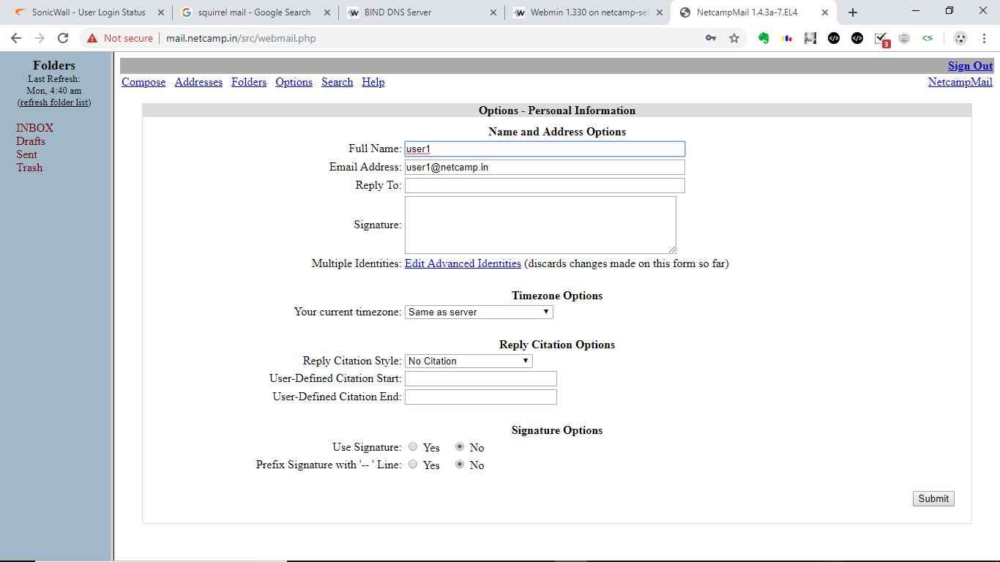 SonicWall - User Login Status
squirrel mail - Google Search
BIND DNS Server
Webmin 1.330 on netcamp-ser
NetcampMail 1.4.3a-7.EL4
Not secure
mail.netcamp.in/src/webmail.php
3
Folders
Last Refresh:
Mon, 4:40 am
(refresh folder list)
INBOX
Drafts
Sent
Trash
Sign Out
Compose Addresses Folders Options Search Help NetcampMail
Options - Personal Information
Name and Address Options
Full Name: user1
Email Address: user1@netcamp.in
Reply To:
Signature:
Multiple Identities: Edit Advanced Identities (discards changes made on this form so far)
Timezone Options
Your current timezone: Same as server
Reply Citation Options
Reply Citation Style: No Citation
User-Defined Citation Start:
User-Defined Citation End:
Signature Options
Use Signature: Yes No
Prefix Signature with '-- ' Line: Yes No
Submit